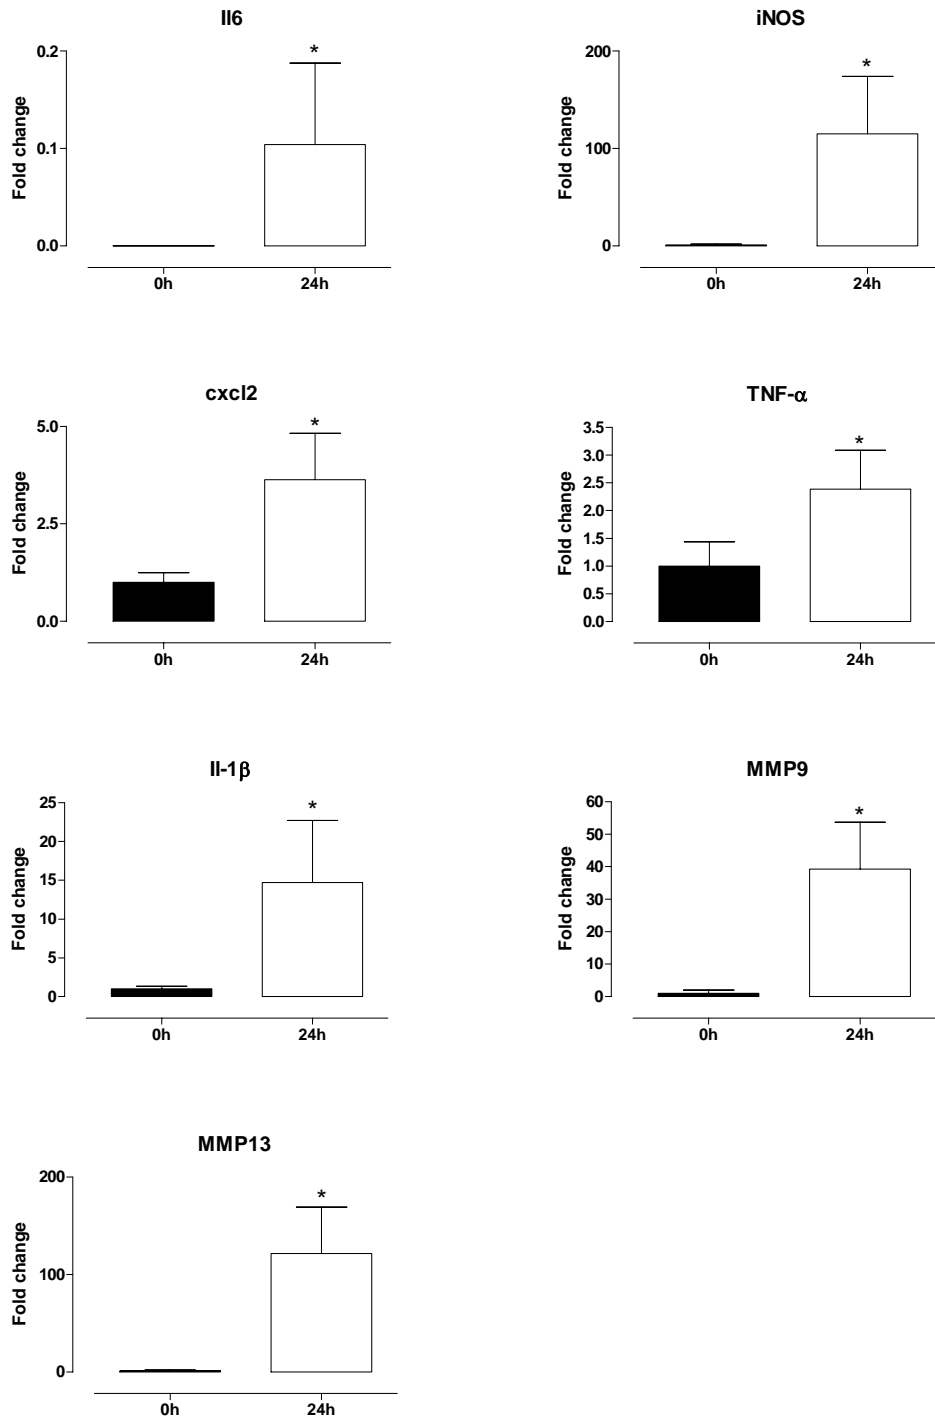 Il6
*
0.2
0.1
0.0
Fold change
0h
24h
iNOS
*
200
100
0
Fold change
0h
24h
cxcl2
*
5.0
2.5
0.0
Fold change
0h
24h
TNF-α
*
3.5
3.0
2.5
2.0
1.5
1.0
0.5
0.0
Fold change
0h
24h
Il-1β
*
25
20
15
10
5
0
Fold change
0h
24h
MMP9
*
60
50
40
30
20
10
0
Fold change
0h
24h
MMP13
*
200
100
0
Fold change
0h
24h